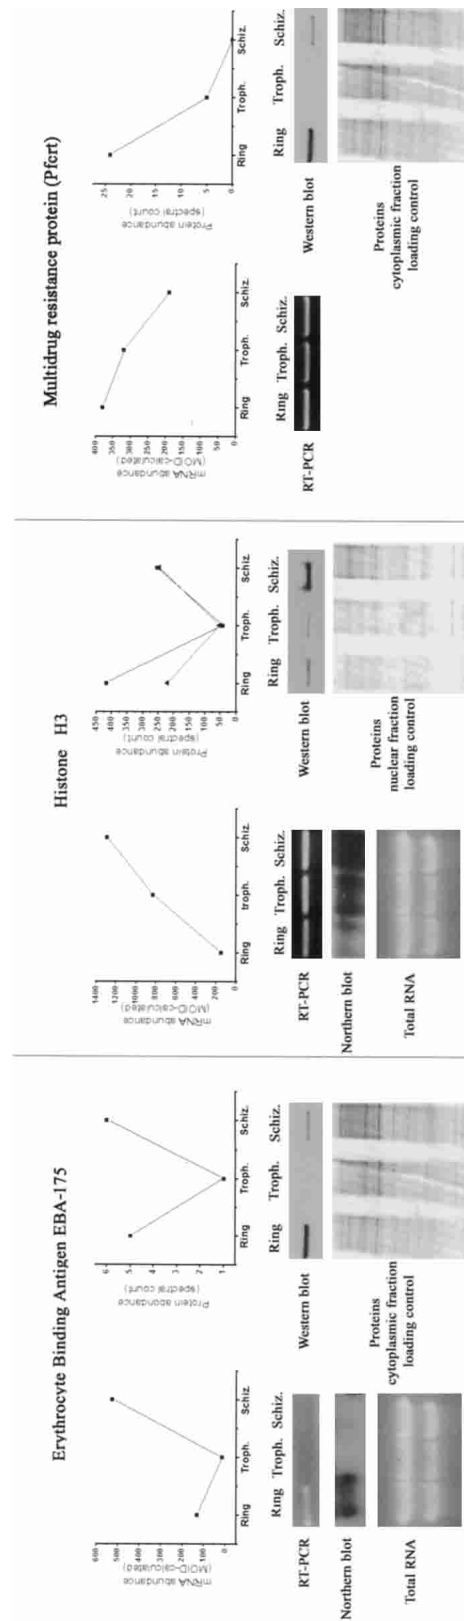 Erythrocyte Binding Antigen EBA-175
mRNA abundance
(MOID-calculated)
600
500
400
300
200
100
0
Ring
Troph.
Schiz.
Protein abondance
(spectral count)
6
5
4
3
2
1
Ring
Troph.
Schiz.
RT-PCR
Ring Troph. Schiz.
Northern blot
Total RNA
Western blot
Ring Troph. Schiz.
Proteins
cytoplasmic fraction
loading control
Histone H3
mRNA abundance
(MOID-calculated)
1400
1200
1000
800
600
400
200
0
Ring
troph.
Schiz.
Protein abundance
(spectral count)
450
400
350
300
250
200
150
100
50
0
Ring
Troph.
Schiz.
RT-PCR
Ring Troph. Schiz.
Northern blot
Total RNA
Western blot
Ring Troph. Schiz.
Proteins
nuclear fraction
loading control
Multidrug resistance protein (Pfcrt)
mRNA abundance
(MOID-calculated)
400
350
300
250
200
150
100
50
0
Ring
Troph.
Schiz.
Protein abundance
(spectral count)
25
20
15
10
5
0
Ring
Troph.
Schiz.
RT-PCR
Ring Troph. Schiz.
Western blot
Ring Troph. Schiz.
Proteins
cytoplasmic fraction
loading control